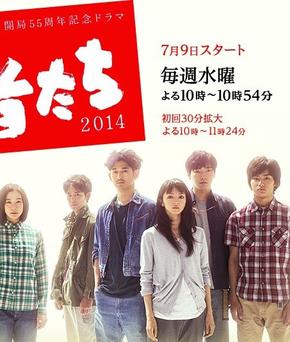 開局55周年記念ドラマ
者たち
2014
7月9日スタート
毎週水曜
よる10時〜10時54分
初回30分拡大
よる10時〜11時24分